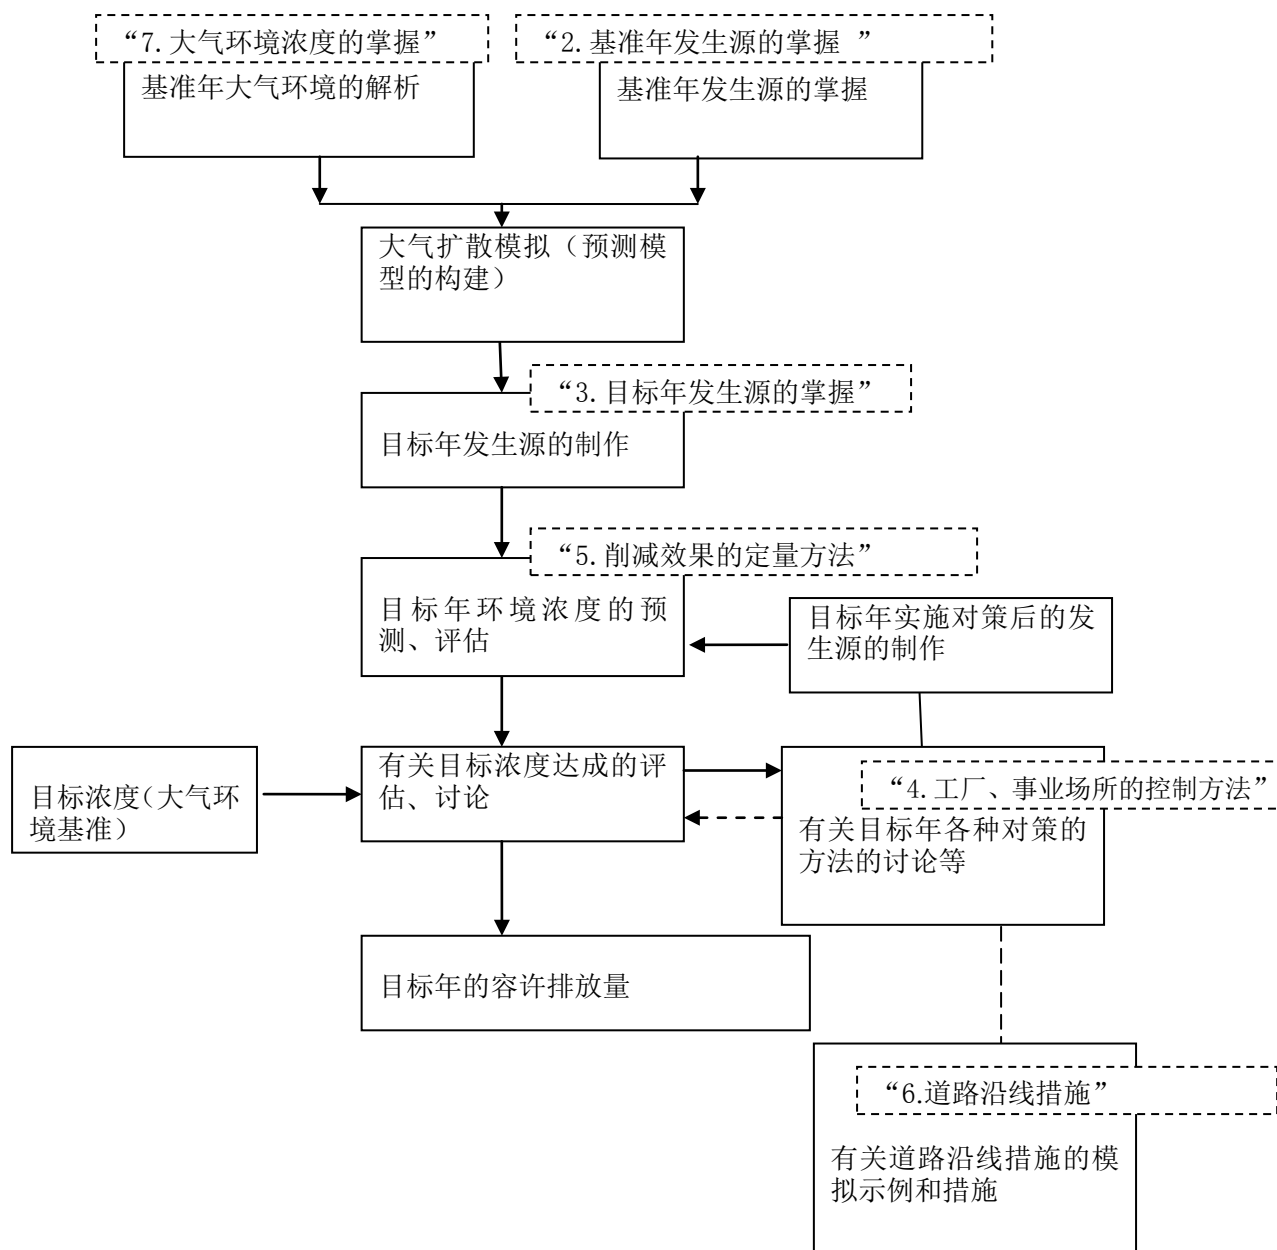 “7.大气环境浓度的掌握”
基准年大气环境的解析
“2.基准年发生源的掌握 ”
基准年发生源的掌握
大气扩散模拟（预测模
型的构建）
“3.目标年发生源的掌握”
目标年发生源的制作
“5.削减效果的定量方法”
目标年环境浓度的预
测、评估
目标年实施对策后的发
生源的制作
目标浓度（大气环
境基准）
有关目标浓度达成的评
估、讨论
“4.工厂、事业场所的控制方法”
有关目标年各种对策的
方法的讨论等
目标年的容许排放量
“6.道路沿线措施”
有关道路沿线措施的模
拟示例和措施